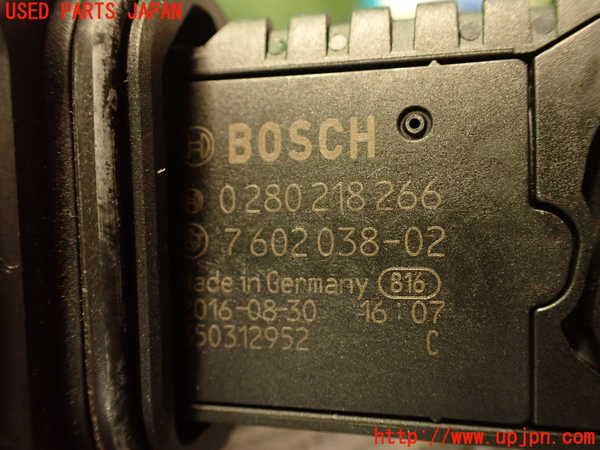 USED PARTS JAPAN
BOSCH
0 280 218 266
7 602 038-02
Made in Germany 816
2016-08-30 16:07
50312952 C
http://www.upjpn.com/